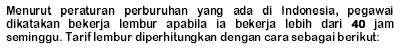 Menurut peraturan perburuhan yang ada di Indonesia, pegawai
dikatakan bekerja lembur apabila ia bekerja lebih dari 40 jam
seminggu. Tarif lembur diperhitungkan dengan cara sebagai berikut: